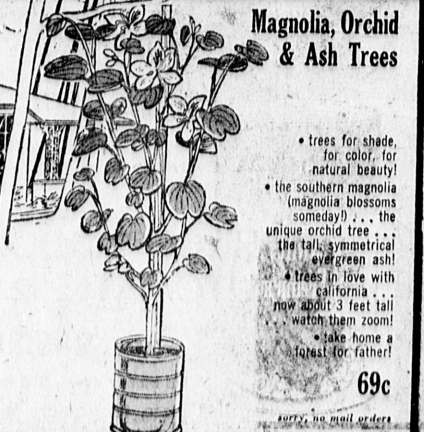 Magnolia, Orchid
& Ash Trees
• trees for shade,
for color, for
natural beauty!
• the southern magnolia
(magnolia blossoms
someday!) . . . the
unique orchid tree . . .
the tall, symmetrical
evergreen ash!
• trees in love with
california . . .
now about 3 feet tall
. . . watch them zoom!
• take home a
forest for father!
69c
sorry, no mail orders